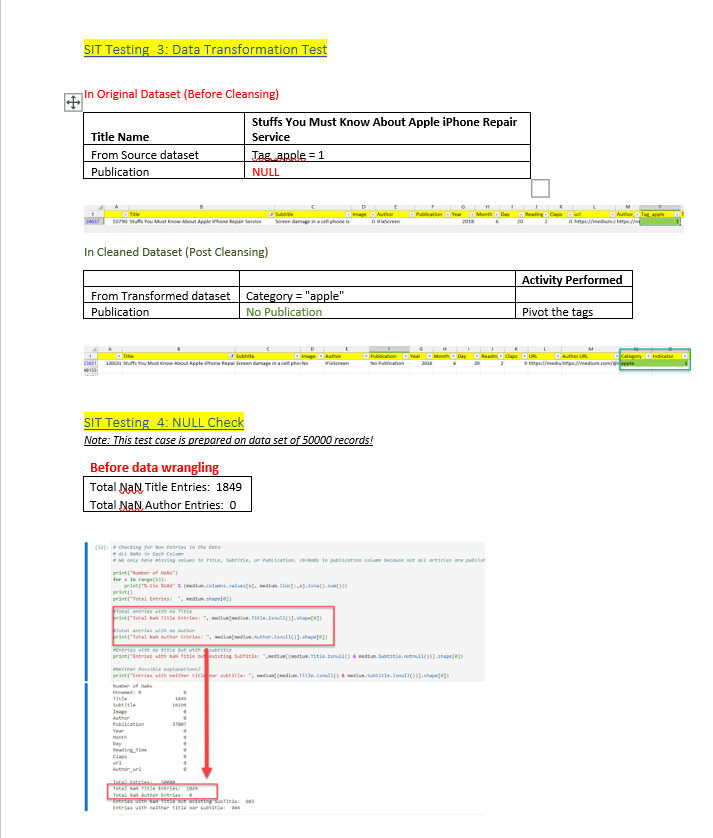 SIT Testing 3: Data Transformation Test
In Original Dataset (Before Cleansing)
Title Name
Stuffs You Must Know About Apple iPhone Repair
Service
From Source dataset
Tag_apple = 1
Publication
NULL
A B C D E F G H I J K L M P
1 Title Subtitle Image Author Publication Year Month Day Reading Claps url Author Tag_apple
10790 Stuffs You Must Know About Apple iPhone Repair Service Screen damage in a cell phone is 0 iFixScreen 2018 6 20 2 0 https://medium.c https://m 1
In Cleaned Dataset (Post Cleansing)
Activity Performed
From Transformed dataset Category = "apple"
Publication No Publication Pivot the tags
A B C D E F G H I J K L M N O
1 Title Subtitle Image Author Publication Year Month Day Readin Claps URL Author URL Category Indicator
120151 Stuffs You Must Know About Apple iPhone Repai Screen damage in a cell pho No iFixScreen No Publication 2018 6 20 2 0 https://mediu https://medium.com/@ apple 1
SIT Testing 4: NULL Check
Note: This test case is prepared on data set of 50000 records!
Before data wrangling
Total NaN Title Entries: 1849
Total NaN Author Entries: 0
[12]: # Checking for Nan Entries in the Data
# All NaNs in Each Column
# We only have missing values in Title, Subtitle, or Publication. <b>NaNs in publication column because not all articles are publish
print("Number of NaNs")
for x in range(13):
print("%-15s %10d" % (medium.columns.values[x], medium.iloc[:,x].isna().sum()))
print()
print("Total Entries: ", medium.shape[0])
#Total entries with no Title
print("Total NaN Title Entries: ", medium[medium.Title.isnull()].shape[0])
#Total entries with no Author
print("Total NaN Author Entries: ", medium[medium.Author.isnull()].shape[0])
#Entries with no title but with subtitle
print("Entries with NaN Title but existing SubTitle: ",medium[(medium.Title.isnull() & medium.Subtitle.notnull())].shape[0])
#Neither Possible explanations?
print("Entries with neither title nor subtitle: ", medium[(medium.Title.isnull() & medium.Subtitle.isnull())].shape[0])
Number of NaNs
Unnamed: 0 0
Title 1849
Subtitle
Image 0
Author 0
Publication
Year 0
Month 0
Day 0
Reading_Time 0
Claps 0
url 0
Author_url 0
Total Entries: 50000
Total NaN Title Entries: 1849
Total NaN Author Entries: 0
Entries with NaN Title but existing SubTitle:
Entries with neither title nor subtitle: